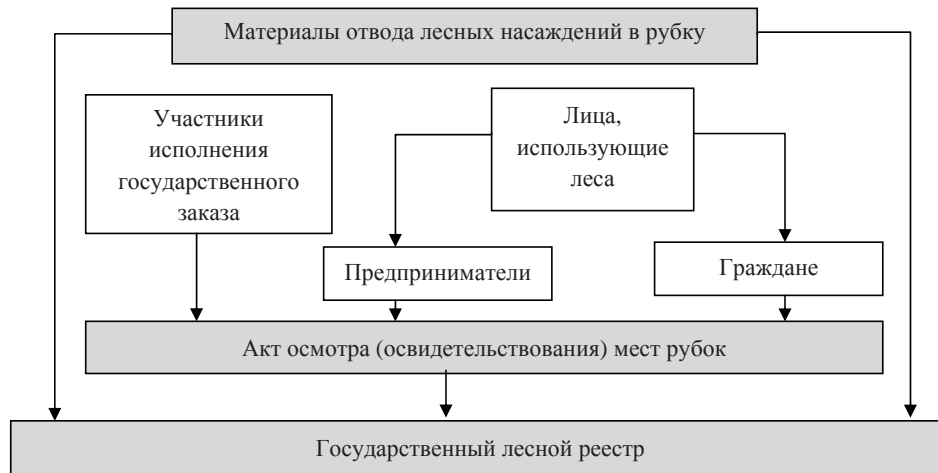 Материалы отвода лесных насаждений в рубку
Участники
исполнения
государственного
заказа
Лица,
использующие
леса
Предприниматели
Граждане
Акт осмотра (освидетельствования) мест рубок
Государственный лесной реестр